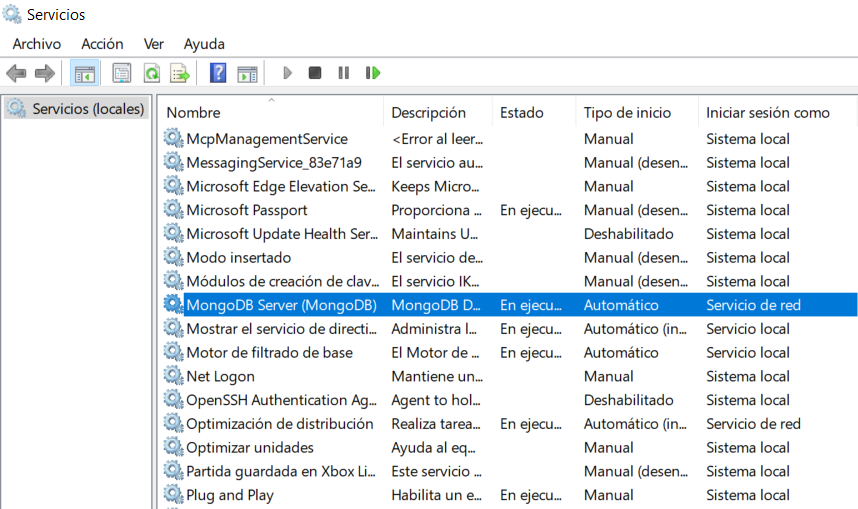 Servicios
Archivo Acción Ver Ayuda
Servicios (locales)
Nombre Descripción Estado Tipo de inicio Iniciar sesión como
McpManagementService <Error al leer... Manual Sistema local
MessagingService_83e71a9 El servicio au... Manual (desen... Sistema local
Microsoft Edge Elevation Se... Keeps Micro... Manual Sistema local
Microsoft Passport Proporciona ... En ejecu... Manual (desen... Sistema local
Microsoft Update Health Ser... Maintains U... Deshabilitado Sistema local
Modo insertado El servicio de... Manual (desen... Sistema local
Módulos de creación de clav... El servicio IK... Manual (desen... Sistema local
MongoDB Server (MongoDB) MongoDB D... En ejecu... Automático Servicio de red
Mostrar el servicio de directi... Administra l... En ejecu... Automático (in... Servicio local
Motor de filtrado de base El Motor de ... En ejecu... Automático Servicio local
Net Logon Mantiene un... Manual Sistema local
OpenSSH Authentication Ag... Agent to hol... Deshabilitado Sistema local
Optimización de distribución Realiza tarea... En ejecu... Automático (in... Servicio de red
Optimizar unidades Ayuda al eq... Manual Sistema local
Partida guardada en Xbox Li... Este servicio ... Manual (desen... Sistema local
Plug and Play Habilita un e... En ejecu... Manual Sistema local